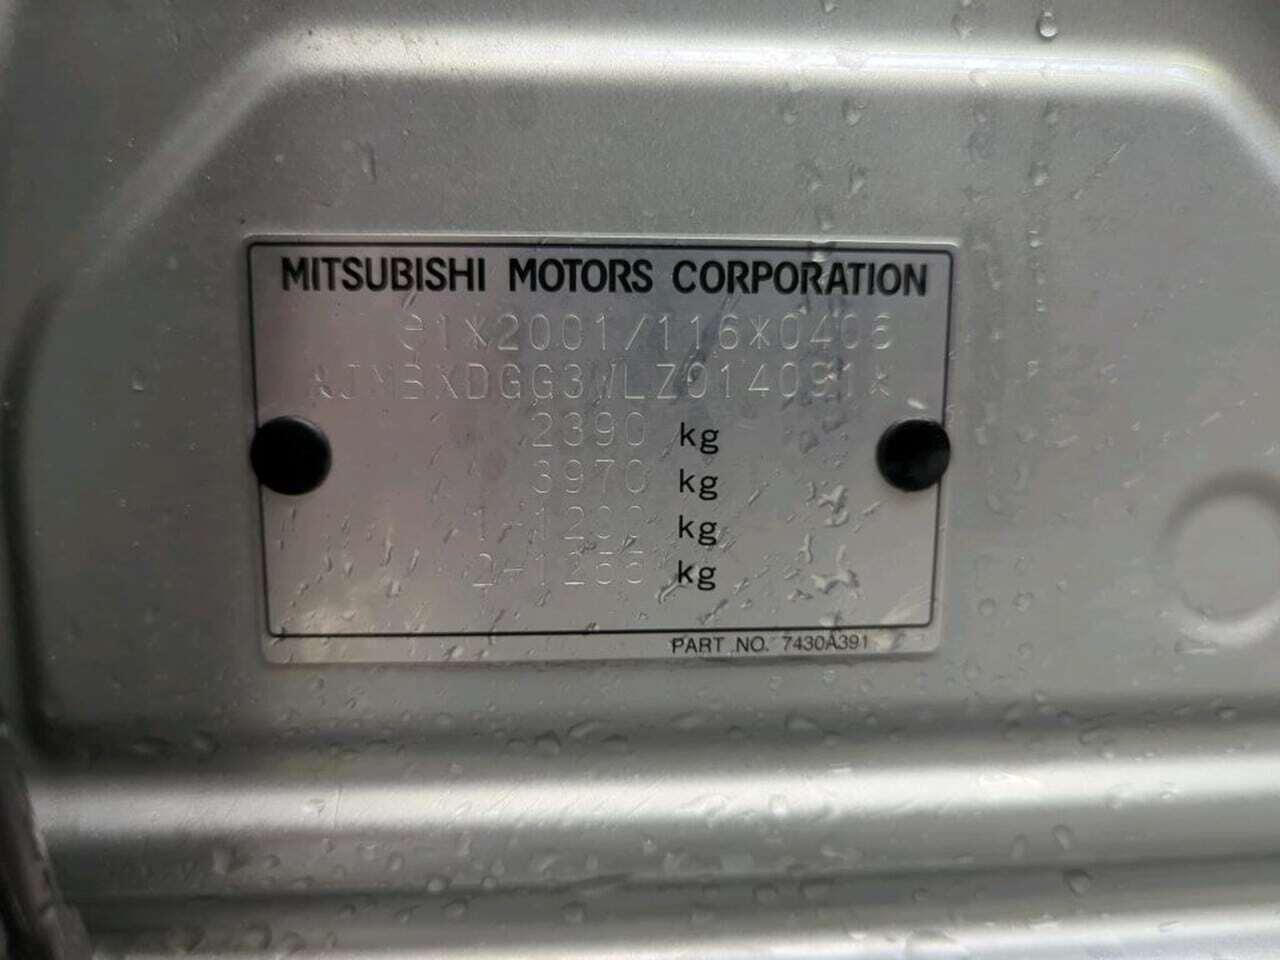 MITSUBISHI MOTORS CORPORATION
e1*2001/116*0406
*JMBXDGG3WLZ014091*
2390 kg
3970 kg
1-1290 kg
2-1255 kg
PART NO. 7430A391